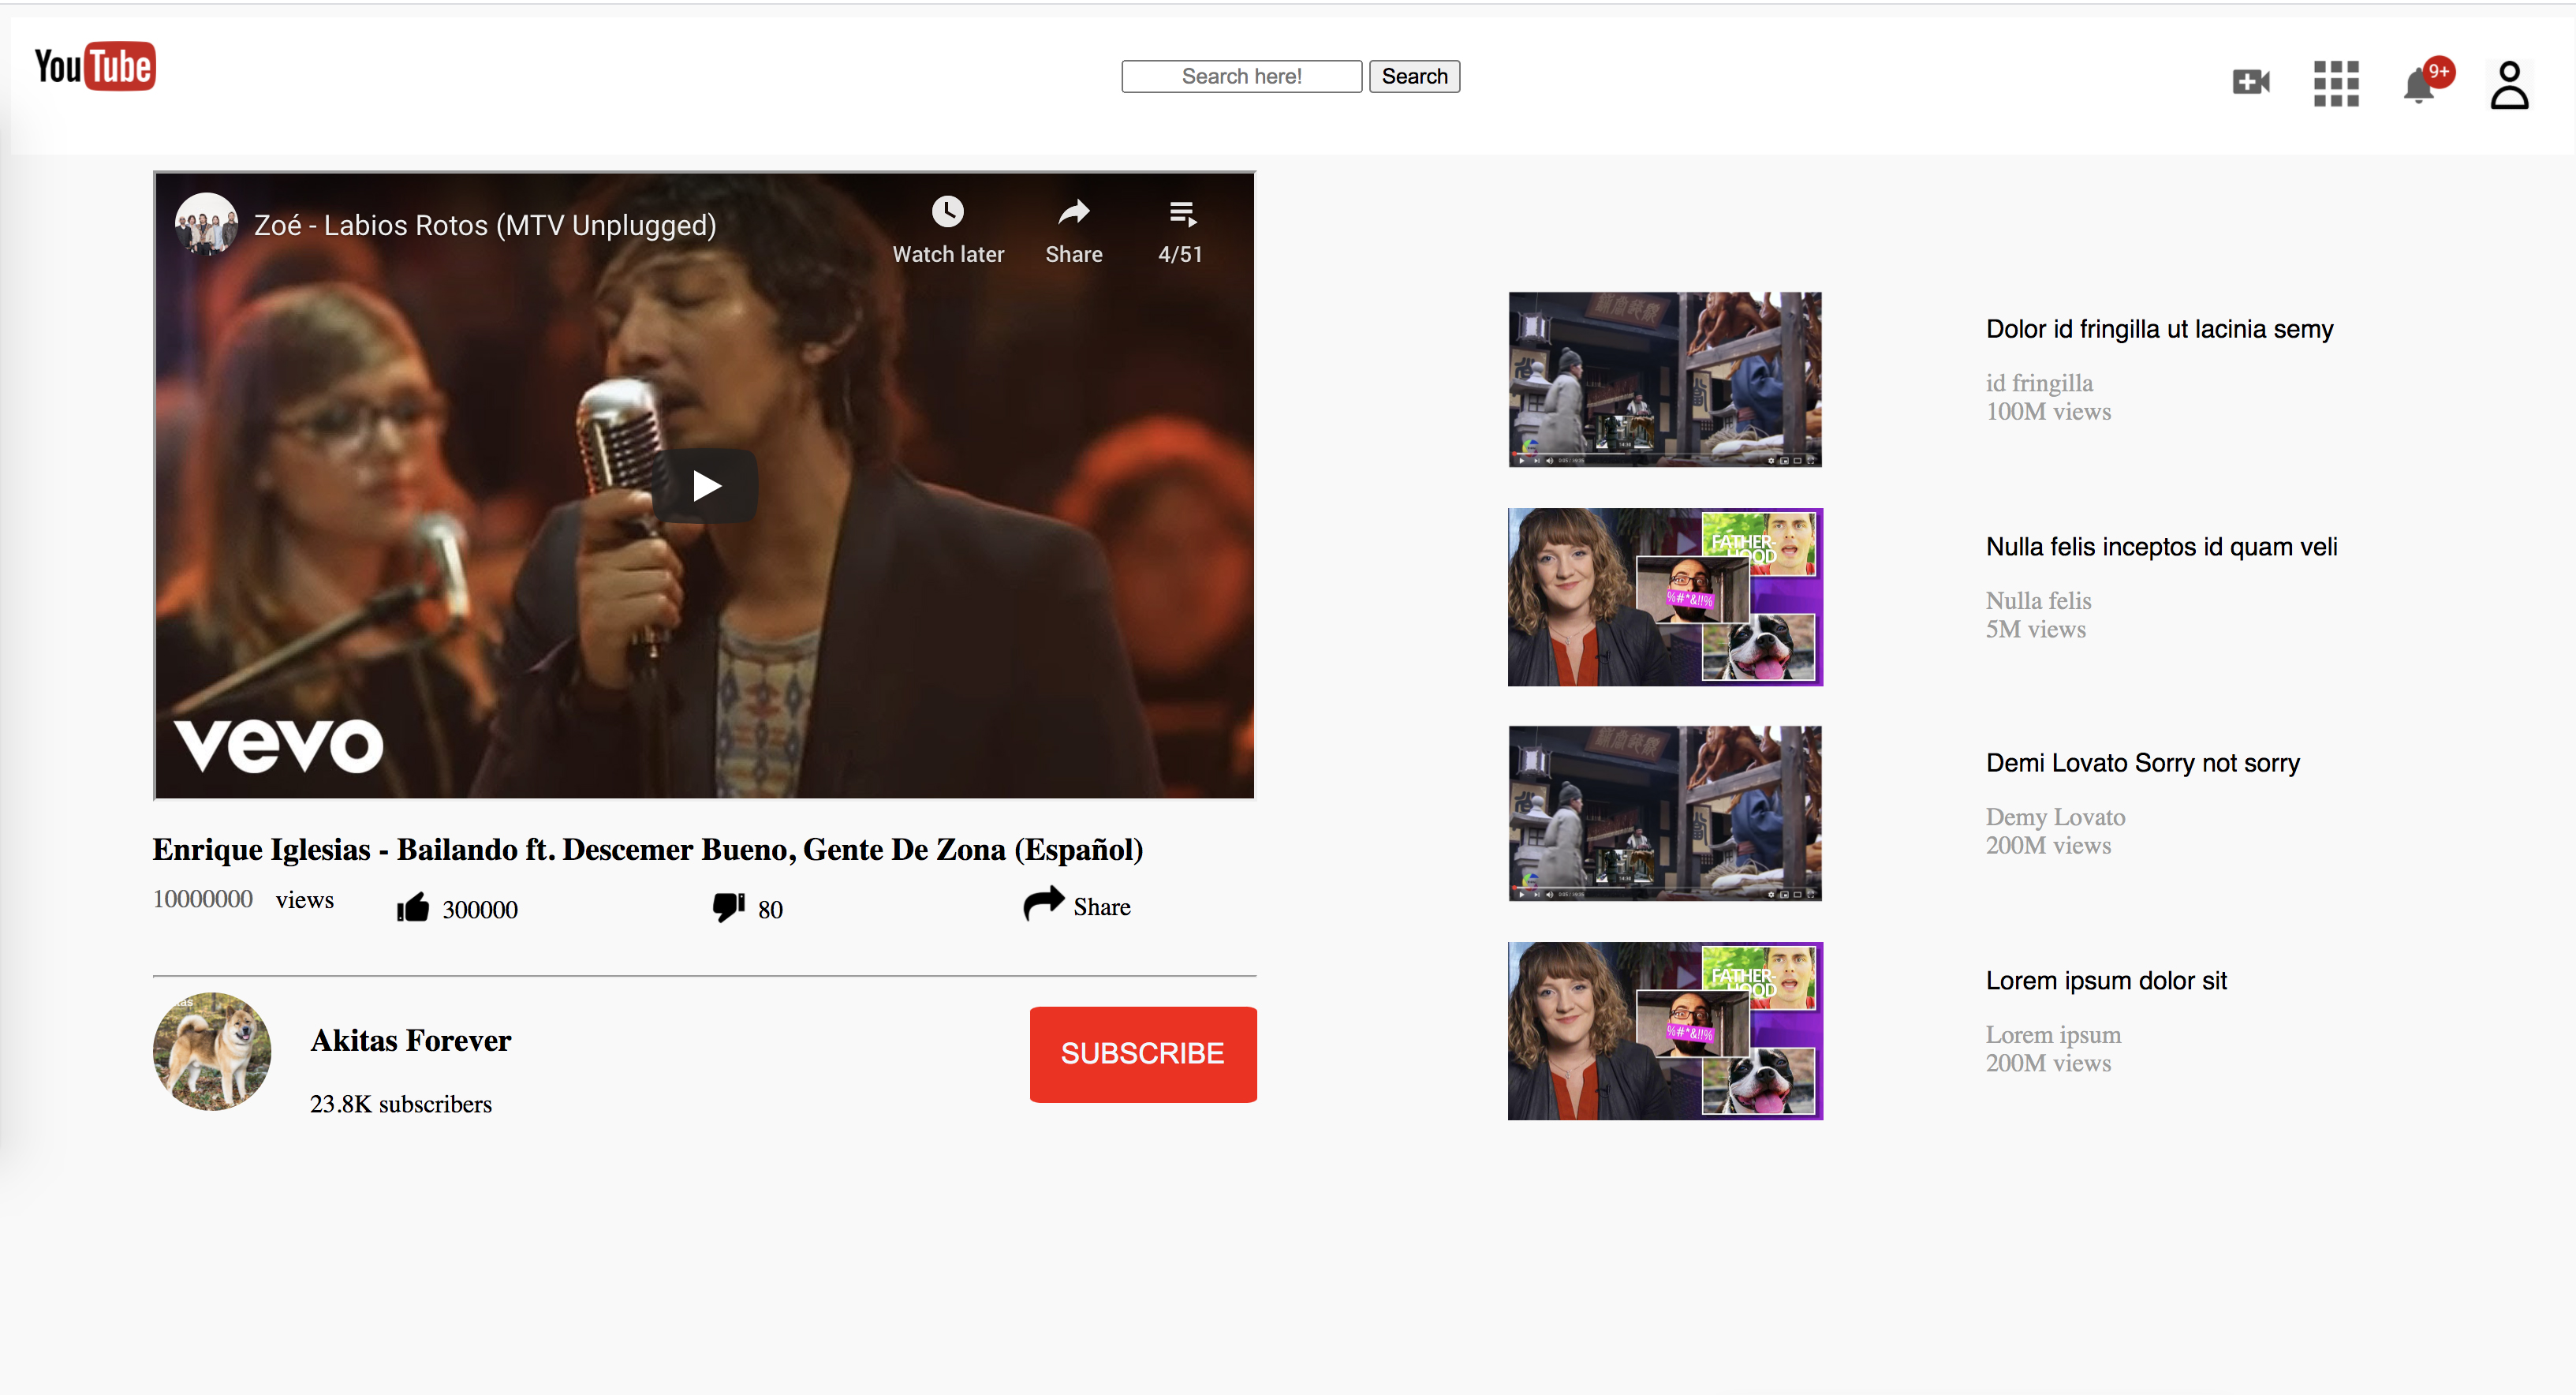 YouTube
Search here! Search
9+
Zoé - Labios Rotos (MTV Unplugged)
Watch later Share 4/51
vevo
Enrique Iglesias - Bailando ft. Descemer Bueno, Gente De Zona (Español)
10000000 views 300000 80 Share
Akitas Forever
23.8K subscribers
SUBSCRIBE
Dolor id fringilla ut lacinia semy
id fringilla
100M views
FATHER-
HOOD
%#*&!!%
Nulla felis inceptos id quam veli
Nulla felis
5M views
Demi Lovato Sorry not sorry
Demy Lovato
200M views
FATHER-
HOOD
%#*&!!%
Lorem ipsum dolor sit
Lorem ipsum
200M views